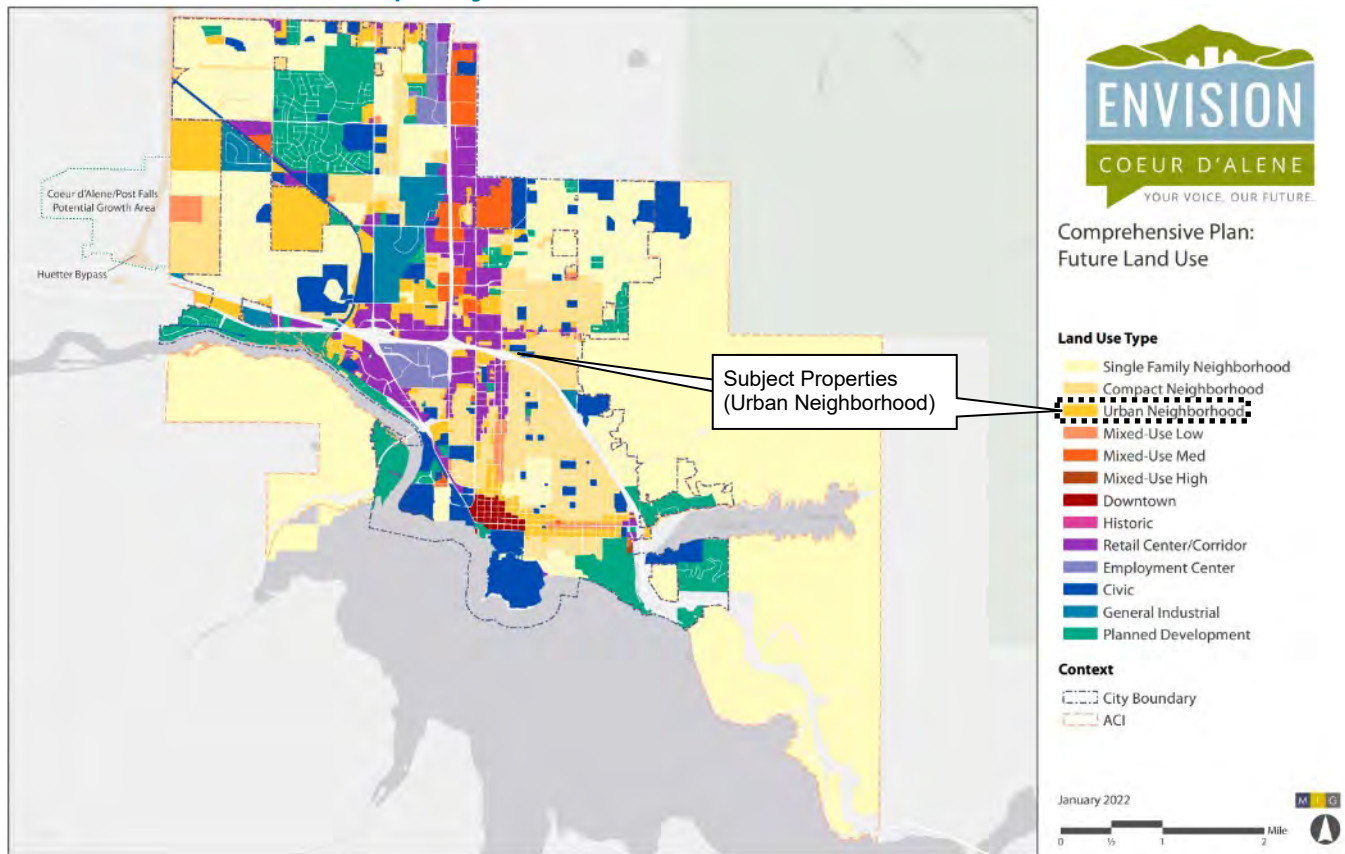 ENVISION
COEUR D'ALENE
YOUR VOICE, OUR FUTURE.
Comprehensive Plan:
Future Land Use
Coeur d'Alene/Post Falls
Potential Growth Area
Huetter Bypass
Subject Properties
(Urban Neighborhood)
Land Use Type
Single Family Neighborhood
Compact Neighborhood
Urban Neighborhood
Mixed-Use Low
Mixed-Use Med
Mixed-Use High
Downtown
Historic
Retail Center/Corridor
Employment Center
Civic
General Industrial
Planned Development
Context
City Boundary
ACI
January 2022
M I G
0 ½ 1 2 Mile